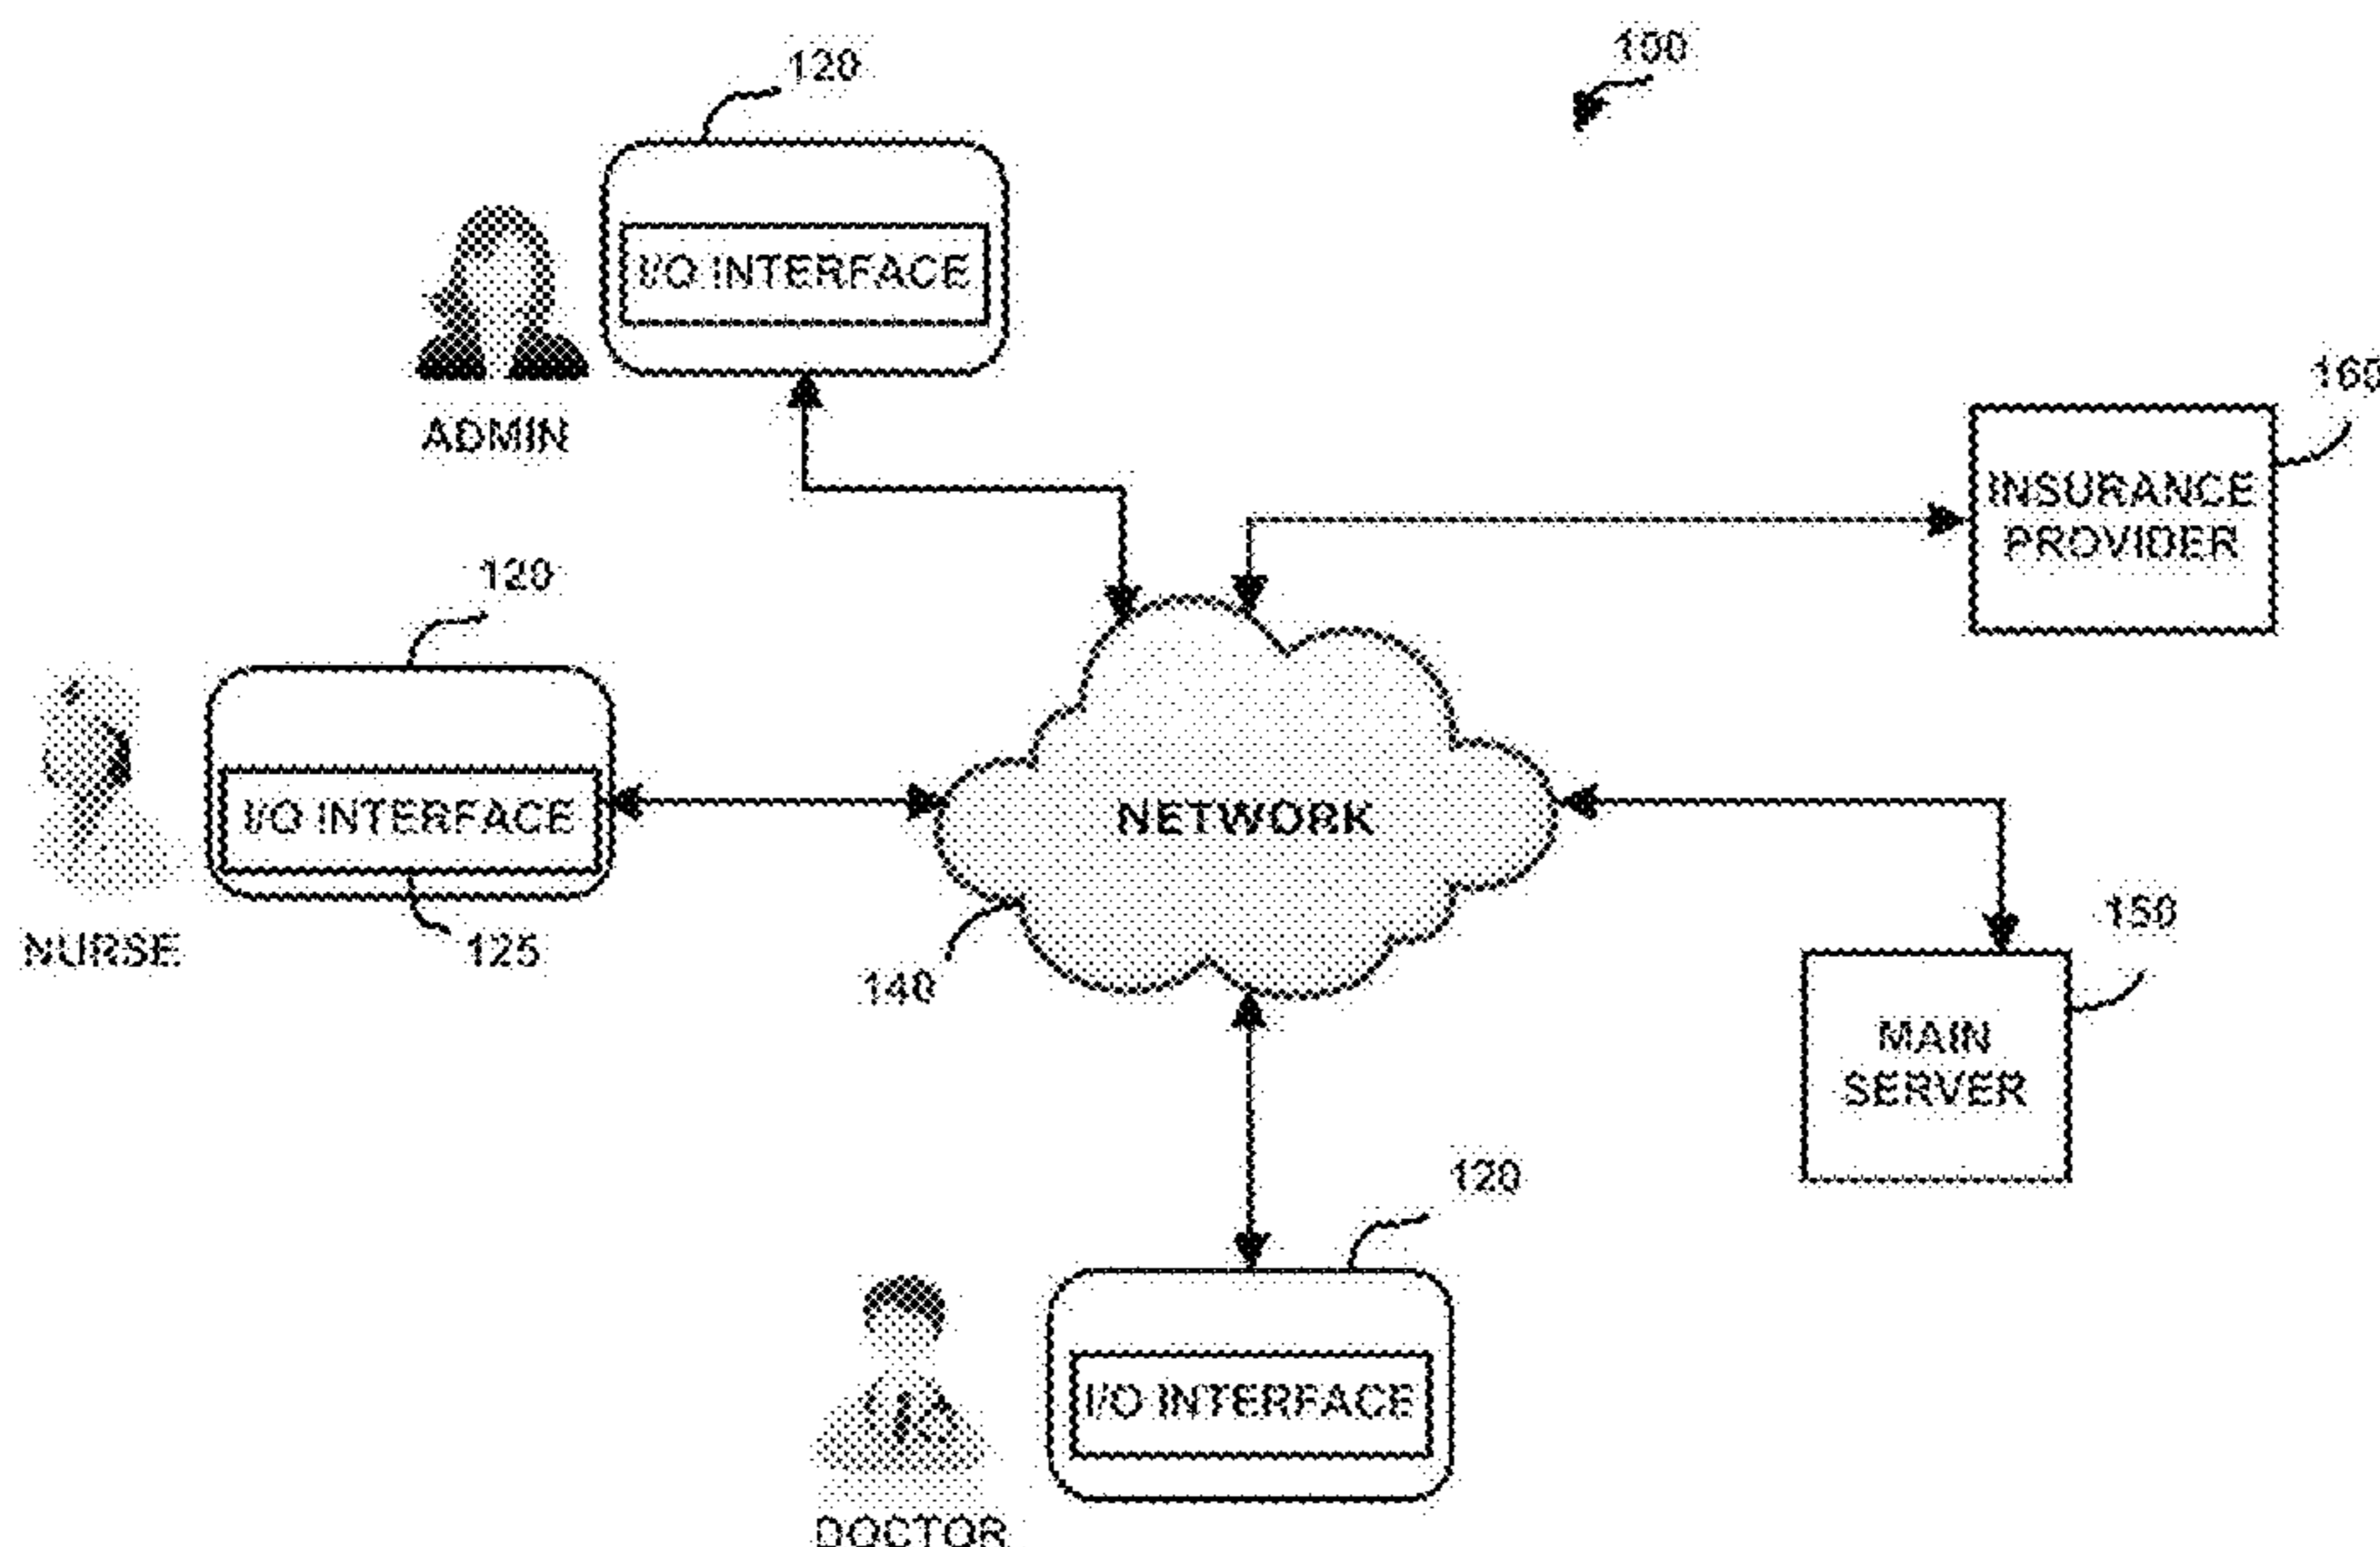 120
100
I/O INTERFACE
ADMIN
160
INSURANCE
PROVIDER
120
I/O INTERFACE
NETWORK
NURSE
125
140
150
MAIN
SERVER
120
I/O INTERFACE
DOCTOR